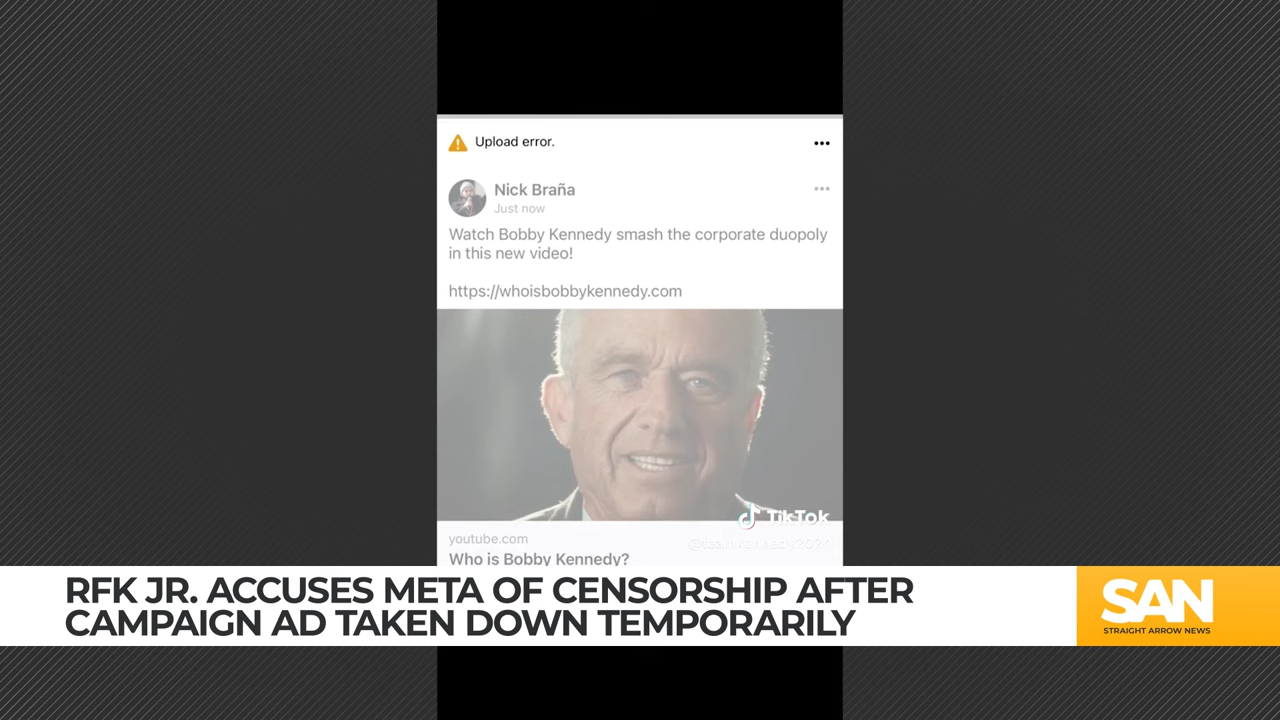 Upload error.
Nick Braña
Just now
Watch Bobby Kennedy smash the corporate duopoly
in this new video!
https://whoisbobbykennedy.com
TikTok
@teamkennedy2024
youtube.com
Who is Bobby Kennedy?
RFK JR. ACCUSES META OF CENSORSHIP AFTER
CAMPAIGN AD TAKEN DOWN TEMPORARILY
SAN
STRAIGHT ARROW NEWS